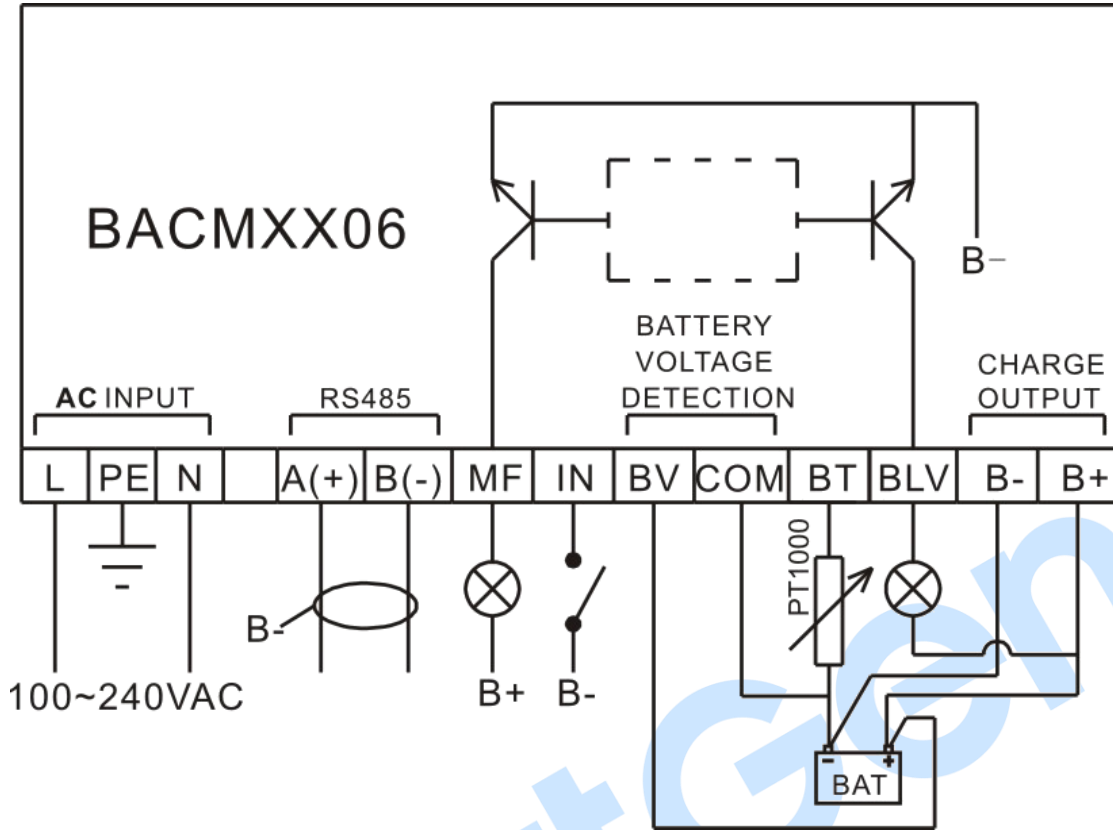 BACMXX06
B-
BATTERY
VOLTAGE
DETECTION
CHARGE
OUTPUT
AC INPUT
RS485
L PE N A(+) B(-) MF IN BV COM BT BLV B- B+
PT1000
B-
100~240VAC
B+
B-
- +
BAT
tGen